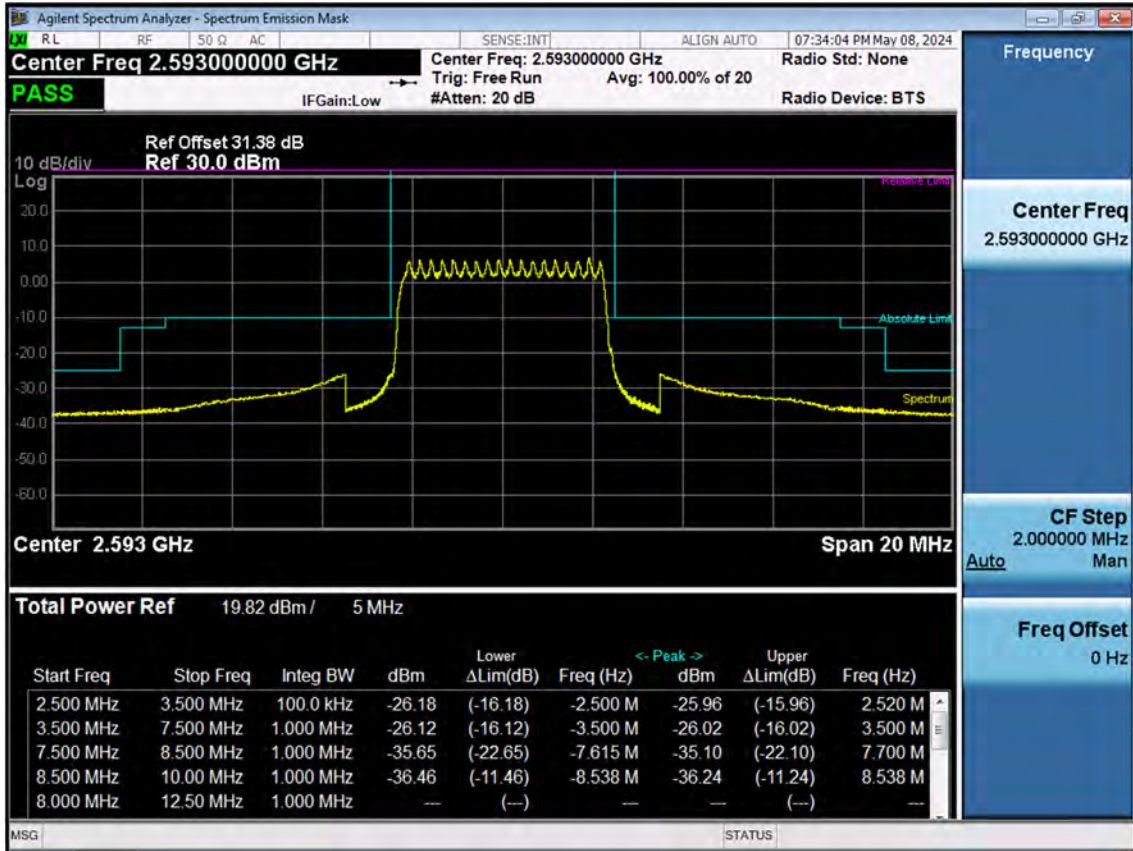 Agilent Spectrum Analyzer - Spectrum Emission Mask
LXI RL RF 50 Ω AC SENSE:INT ALIGN AUTO 07:34:04 PM May 08, 2024
Center Freq 2.593000000 GHz Center Freq: 2.593000000 GHz Radio Std: None
Trig: Free Run Avg: 100.00% of 20
PASS IFGain:Low #Atten: 20 dB Radio Device: BTS
Ref Offset 31.38 dB
10 dB/div Ref 30.0 dBm
Log
Relative Limit
20.0
10.0
0.00
-10.0
Absolute Limit
-20.0
-30.0
Spectrum
-40.0
-50.0
-60.0
Center 2.593 GHz Span 20 MHz
Total Power Ref 19.82 dBm / 5 MHz
Lower <- Peak -> Upper
Start Freq Stop Freq Integ BW dBm ΔLim(dB) Freq (Hz) dBm ΔLim(dB) Freq (Hz)
2.500 MHz 3.500 MHz 100.0 kHz -26.18 (-16.18) -2.500 M -25.96 (-15.96) 2.520 M
3.500 MHz 7.500 MHz 1.000 MHz -26.12 (-16.12) -3.500 M -26.02 (-16.02) 3.500 M
7.500 MHz 8.500 MHz 1.000 MHz -35.65 (-22.65) -7.615 M -35.10 (-22.10) 7.700 M
8.500 MHz 10.00 MHz 1.000 MHz -36.46 (-11.46) -8.538 M -36.24 (-11.24) 8.538 M
8.000 MHz 12.50 MHz 1.000 MHz --- (---) --- --- (---) ---
MSG STATUS
Frequency
Center Freq
2.593000000 GHz
CF Step
2.000000 MHz
Auto Man
Freq Offset
0 Hz